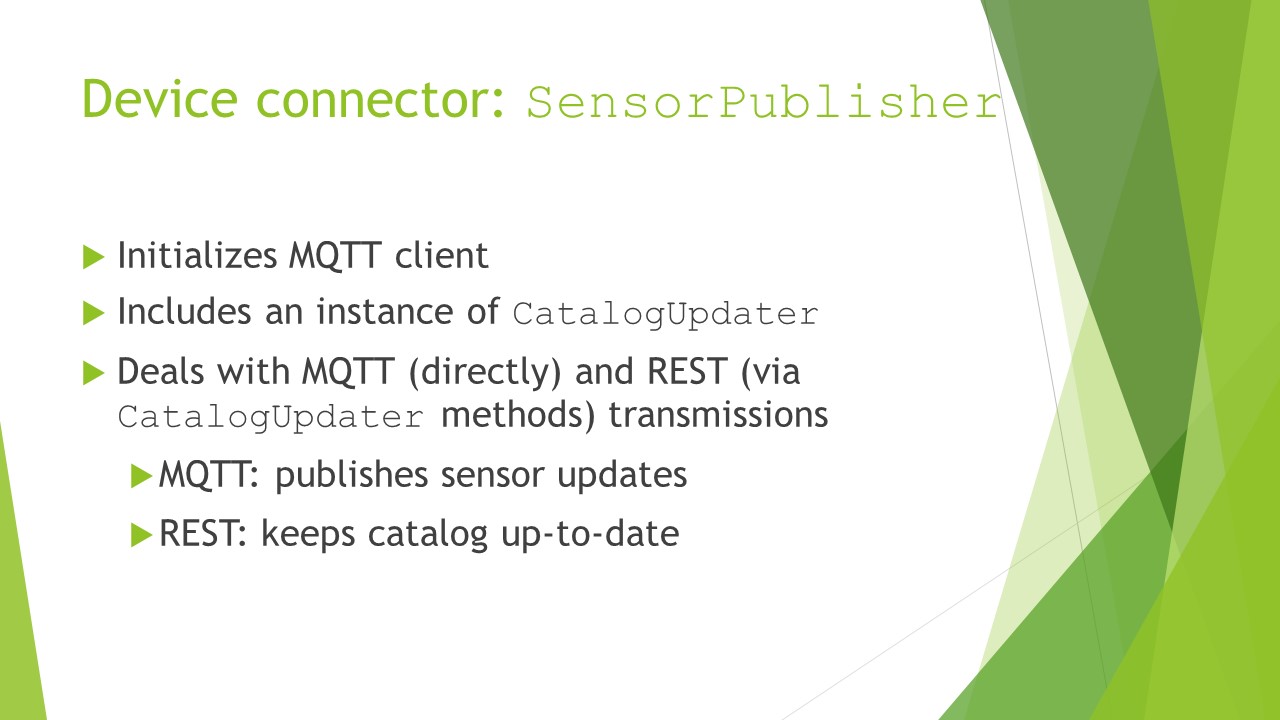 Device connector: SensorPublisher
Initializes MQTT client
Includes an instance of CatalogUpdater
Deals with MQTT (directly) and REST (via
CatalogUpdater methods) transmissions
MQTT: publishes sensor updates
REST: keeps catalog up-to-date